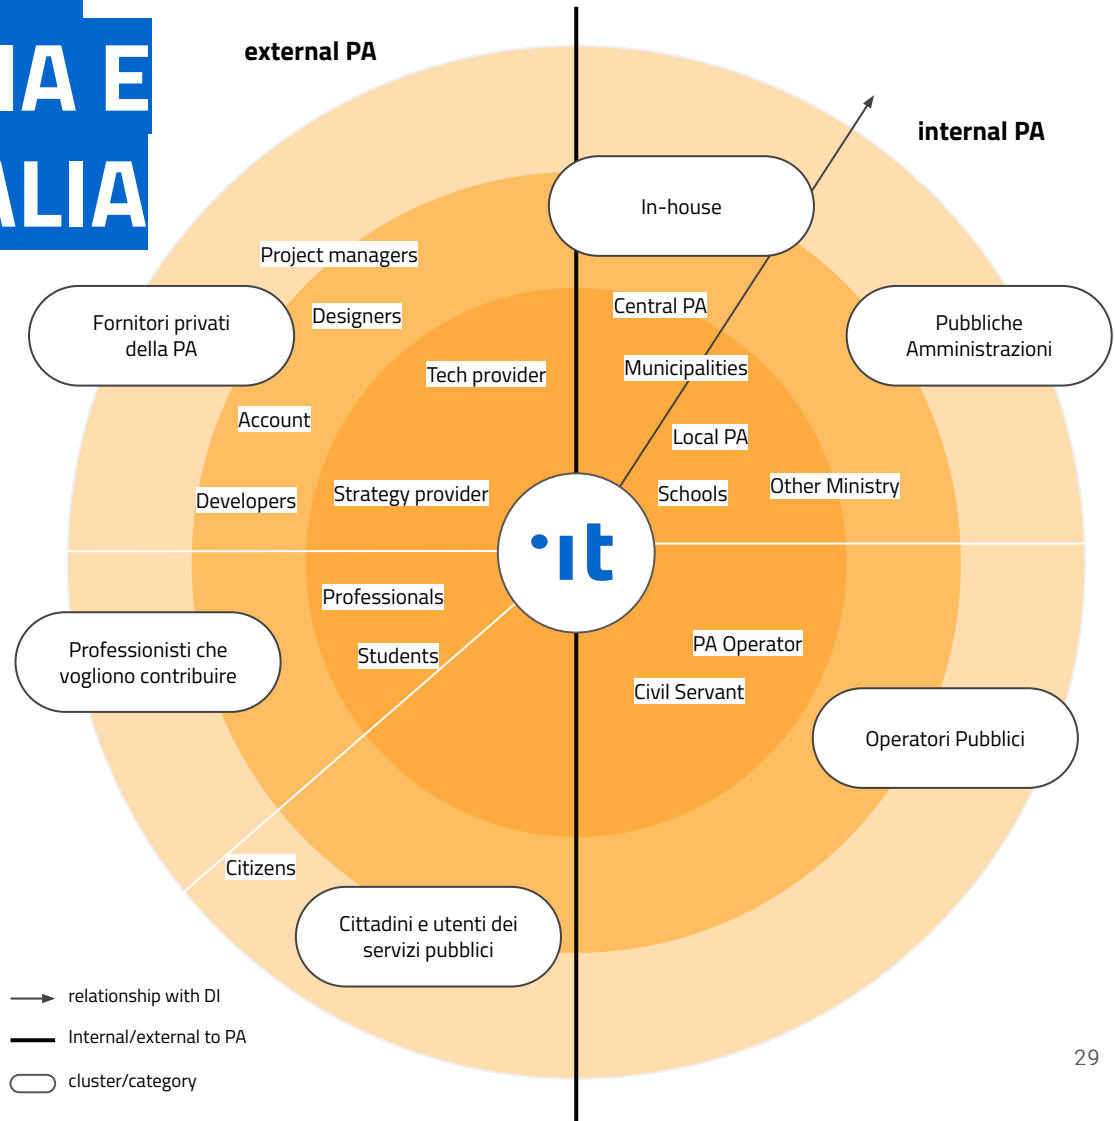 external PA
internal PA
In-house
Project managers
Central PA
Fornitori privati
della PA
Designers
Pubbliche
Amministrazioni
Tech provider
Municipalities
Account
Local PA
Developers
Strategy provider
Schools
Other Ministry
it
Professionals
Professionisti che
vogliono contribuire
Students
PA Operator
Civil Servant
Operatori Pubblici
Citizens
Cittadini e utenti dei
servizi pubblici
relationship with DI
Internal/external to PA
cluster/category
29